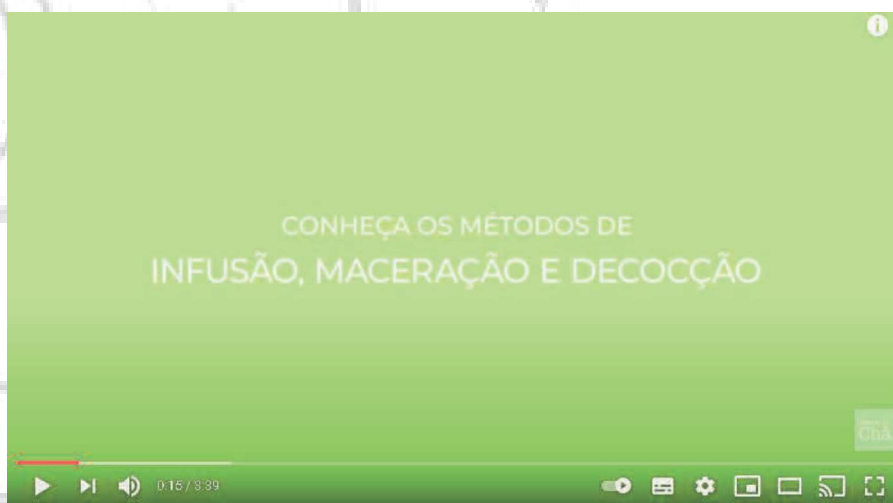 CONHEÇA OS MÉTODOS DE
INFUSÃO, MACERAÇÃO E DECOCÇÃO
Chá
0:15 / 3:39